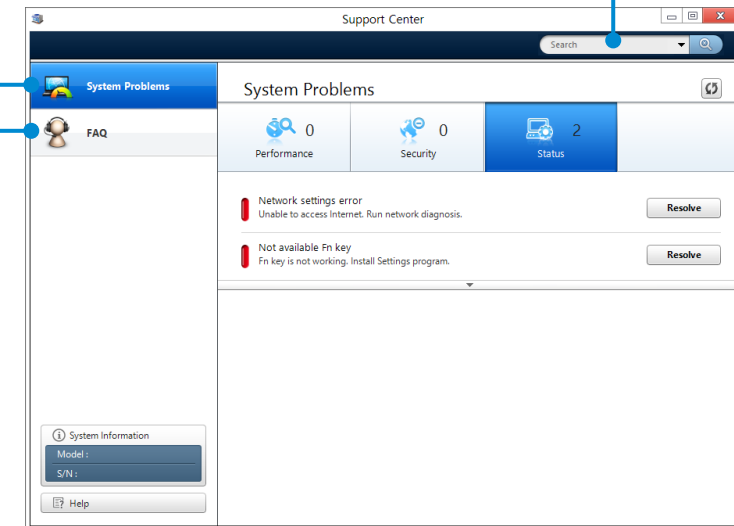 Support Center
Search
System Problems
FAQ
System Problems
0
Performance
0
Security
2
Status
Network settings error
Unable to access Internet. Run network diagnosis.
Resolve
Not available Fn key
Fn key is not working. Install Settings program.
Resolve
System Information
Model :
S/N :
Help